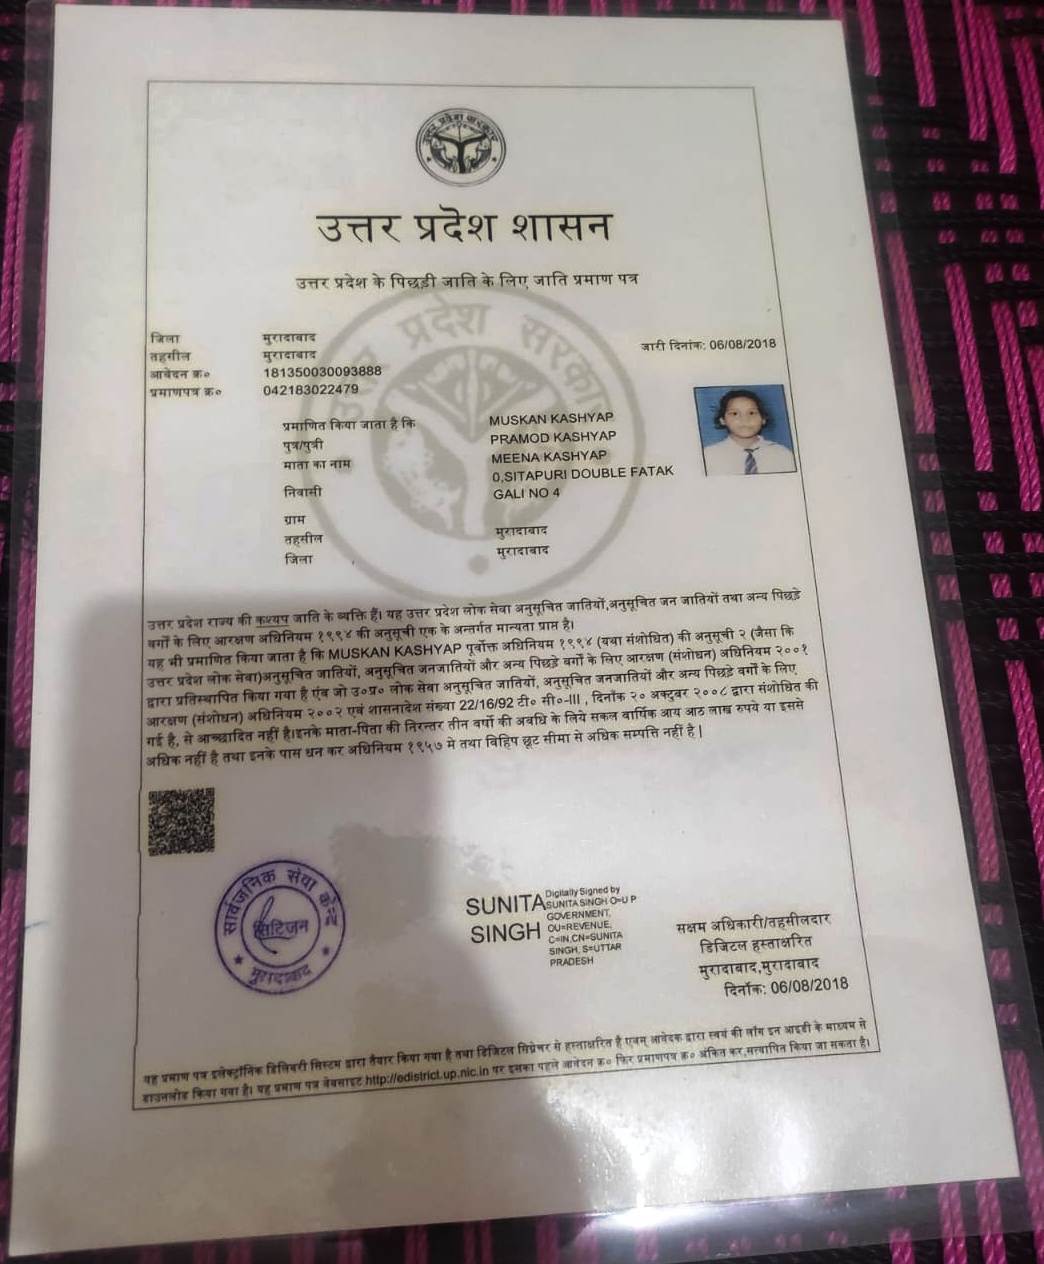 उत्तर प्रदेश सरकार
उत्तर प्रदेश शासन
उत्तर प्रदेश के पिछड़ी जाति के लिए जाति प्रमाण पत्र
उत्तर प्रदेश सरकार
जिला मुरादाबाद
तहसील मुरादाबाद
जारी दिनांक: 06/08/2018
आवेदन क्र० 181350030093888
प्रमाणपत्र क्र० 042183022479
प्रमाणित किया जाता है कि MUSKAN KASHYAP
पुत्र/पुत्री PRAMOD KASHYAP
माता का नाम MEENA KASHYAP
निवासी 0,SITAPURI DOUBLE FATAK
GALI NO 4
ग्राम
तहसील मुरादाबाद
जिला मुरादाबाद
उत्तर प्रदेश राज्य की कश्यप जाति के व्यक्ति हैं। यह उत्तर प्रदेश लोक सेवा अनुसूचित जातियों,अनुसूचित जन जातियों तथा अन्य पिछड़े
वर्गों के लिए आरक्षण अधिनियम १९९४ की अनुसूची एक के अन्तर्गत मान्यता प्राप्त है।
यह भी प्रमाणित किया जाता है कि MUSKAN KASHYAP पूर्वोक्त अधिनियम १९९४ (यथा संशोधित) की अनुसूची २ (जैसा कि
उत्तर प्रदेश लोक सेवा)अनुसूचित जातियों, अनुसूचित जनजातियों और अन्य पिछड़े वर्गों के लिए आरक्षण (संशोधन) अधिनियम २००१
द्वारा प्रतिस्थापित किया गया है एंव जो उ०प्र० लोक सेवा अनुसूचित जातियों, अनुसूचित जनजातियों और अन्य पिछड़े वर्गों के लिए
आरक्षण (संशोधन) अधिनियम २००२ एवं शासनादेश संख्या 22/16/92 टी० सी०-III , दिनाँक २० अक्टूबर २००८ द्वारा संशोधित की
गई है, से आच्छादित नहीं है।इनके माता-पिता की निरन्तर तीन वर्षो की अवधि के लिये सकल वार्षिक आय आठ लाख रुपये या इससे
अधिक नहीं है तथा इनके पास धन कर अधिनियम १९५७ मे तथा विहिप छूट सीमा से अधिक सम्पत्ति नहीं है |
सार्वजनिक सेवा केन्द्र
सिटिजन
मुरादाबाद
SUNITA SINGH
Digitally Signed by
SUNITA SINGH O=U P
GOVERNMENT,
OU=REVENUE,
C=IN,CN=SUNITA
SINGH, S=UTTAR
PRADESH
सक्षम अधिकारी/तहसीलदार
डिजिटल हस्ताक्षरित
मुरादाबाद,मुरादाबाद
दिनाँक: 06/08/2018
यह प्रमाण पत्र इलेक्ट्रॉनिक डिलिवरी सिस्टम द्वारा तैयार किया गया है तथा डिजिटल सिग्नेचर से हस्ताक्षरित है एवम् आवेदक द्वारा स्वयं की लॉग इन आइडी के माध्यम से
डाउनलोड किया गया है। यह प्रमाण पत्र वेबसाइट http://edistrict.up.nic.in पर इसका पहले आवेदन क्र० फिर प्रमाणपत्र क्र० अंकित कर,सत्यापित किया जा सकता है।